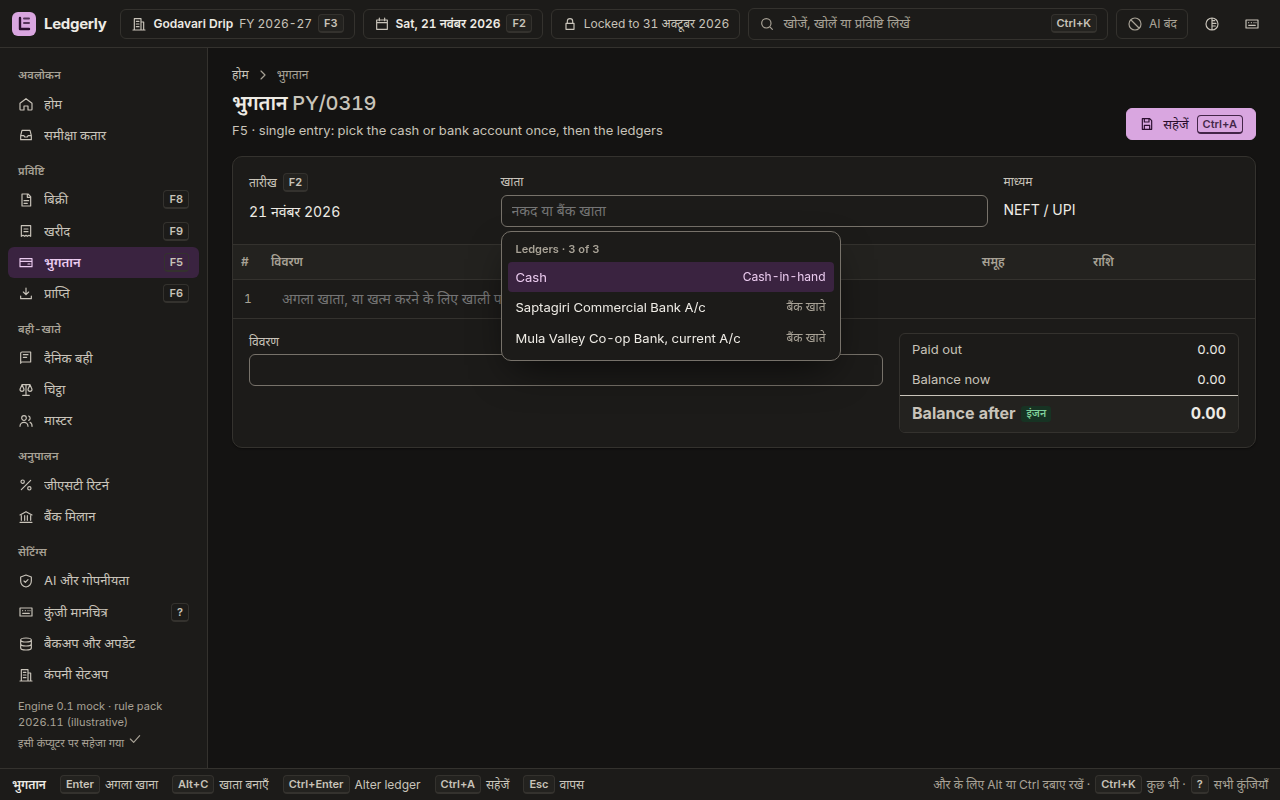 Ledgerly
Godavari Drip FY 2026-27 F3
Sat, 21 नवंबर 2026 F2
Locked to 31 अक्टूबर 2026
खोजें, खोलें या प्रविष्टि लिखें Ctrl+K
AI बंद
अवलोकन
होम
समीक्षा कतार
प्रविष्टि
बिक्री F8
खरीद F9
भुगतान F5
प्राप्ति F6
बही-खाते
दैनिक बही
चिट्ठा
मास्टर
अनुपालन
जीएसटी रिटर्न
बैंक मिलान
सेटिंग्स
AI और गोपनीयता
कुंजी मानचित्र ?
बैकअप और अपडेट
कंपनी सेटअप
Engine 0.1 mock · rule pack
2026.11 (illustrative)
इसी कंप्यूटर पर सहेजा गया
होम > भुगतान
भुगतान PY/0319
F5 · single entry: pick the cash or bank account once, then the ledgers
सहेजें Ctrl+A
तारीख F2
21 नवंबर 2026
खाता
नकद या बैंक खाता
माध्यम
NEFT / UPI
# विवरण समूह राशि
1 अगला खाता, या खत्म करने के लिए खाली
Ledgers · 3 of 3
Cash Cash-in-hand
Saptagiri Commercial Bank A/c बैंक खाते
Mula Valley Co-op Bank, current A/c बैंक खाते
विवरण
Paid out 0.00
Balance now 0.00
Balance after इंजन 0.00
भुगतान Enter अगला खाना Alt+C खाता बनाएँ Ctrl+Enter Alter ledger Ctrl+A सहेजें Esc वापस
और के लिए Alt या Ctrl दबाए रखें · Ctrl+K कुछ भी · ? सभी कुंजियाँ